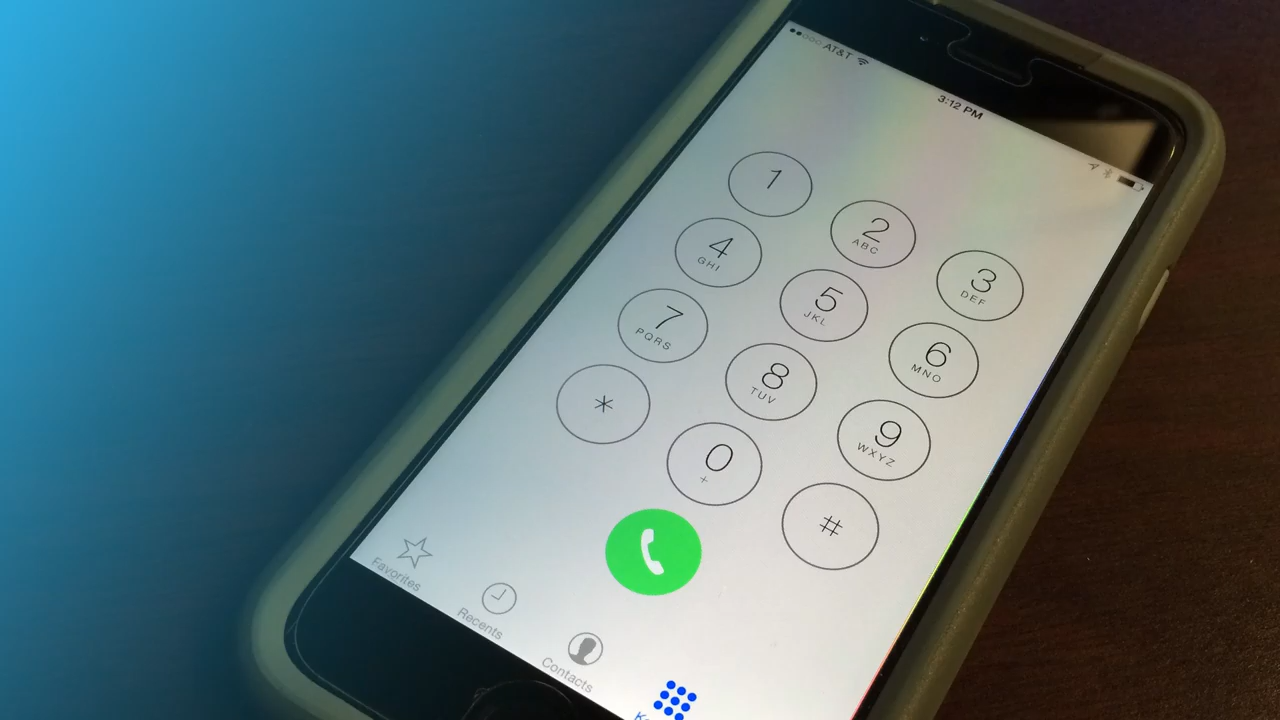 AT&T
3:12 PM
1
2
ABC
3
DEF
4
GHI
5
JKL
6
MNO
7
PQRS
8
TUV
9
WXYZ
*
0
+
#
Favorites
Recents
Contacts